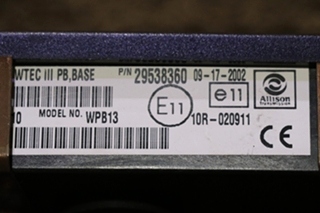 WTEC III PB,BASE P/N 29538360 09-17-2002
E11 e11 Allison
MODEL NO. WPB13 10R-020911 CE